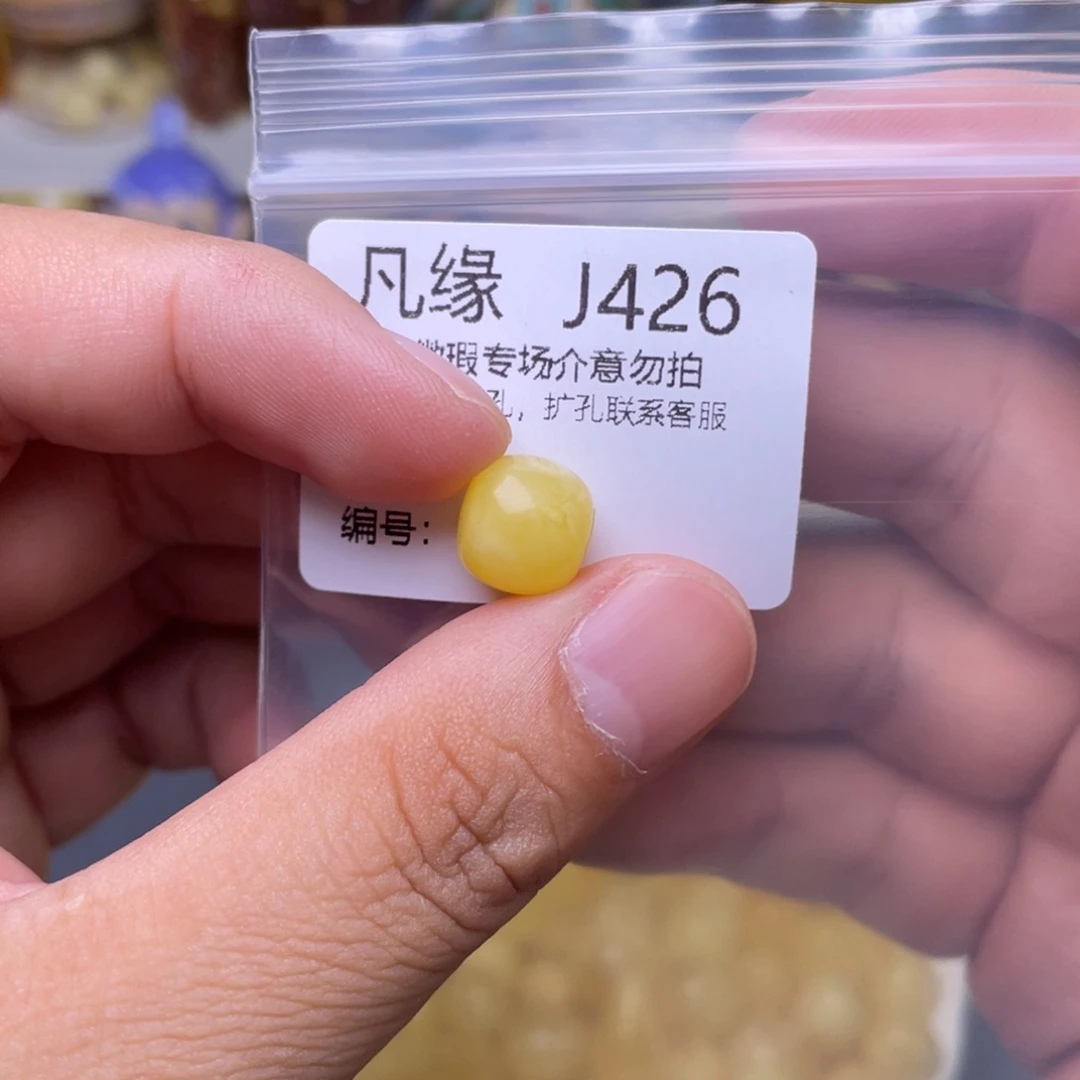 凡缘 J426
微瑕专场介意勿拍
孔，扩孔联系客服
编号：